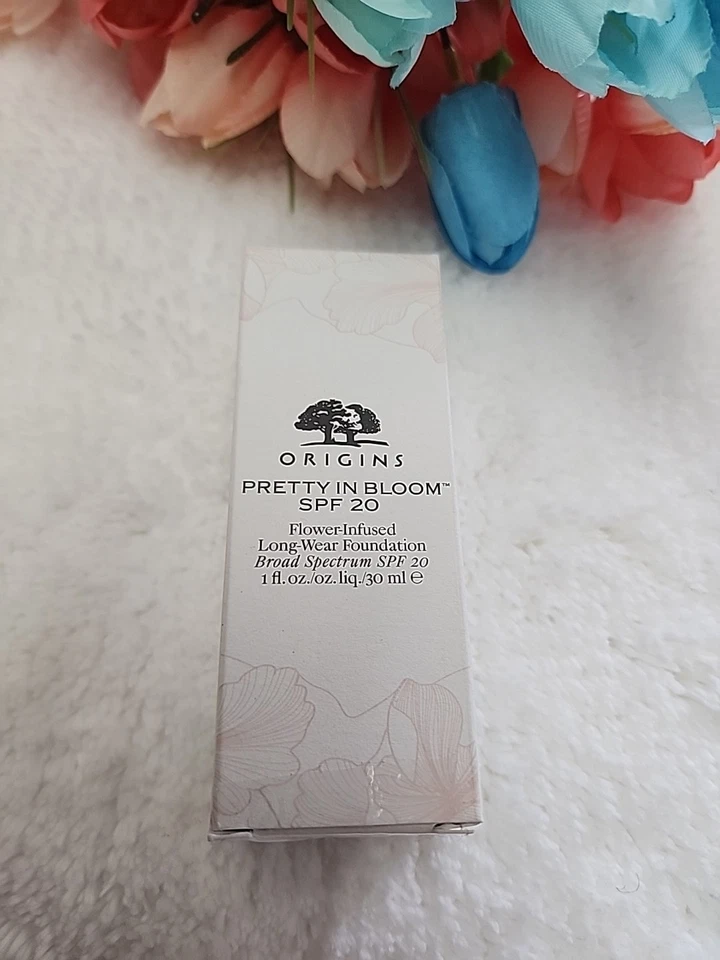 ORIGINS
PRETTY IN BLOOM™
SPF 20
Flower-Infused
Long-Wear Foundation
Broad Spectrum SPF 20
1 fl. oz./oz. liq./30 ml ℮